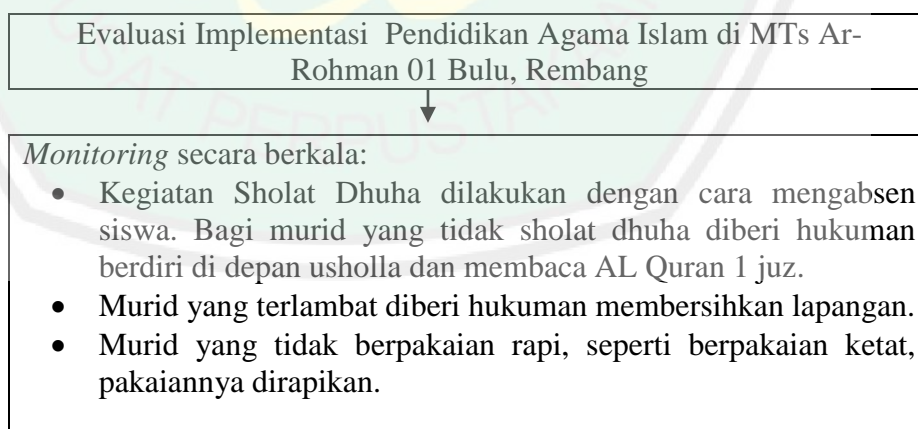 Evaluasi Implementasi Pendidikan Agama Islam di MTs Ar-
Rohman 01 Bulu, Rembang
Monitoring secara berkala:
• Kegiatan Sholat Dhuha dilakukan dengan cara mengabsen
siswa. Bagi murid yang tidak sholat dhuha diberi hukuman
berdiri di depan usholla dan membaca AL Quran 1 juz.
• Murid yang terlambat diberi hukuman membersihkan lapangan.
• Murid yang tidak berpakaian rapi, seperti berpakaian ketat,
pakaiannya dirapikan.